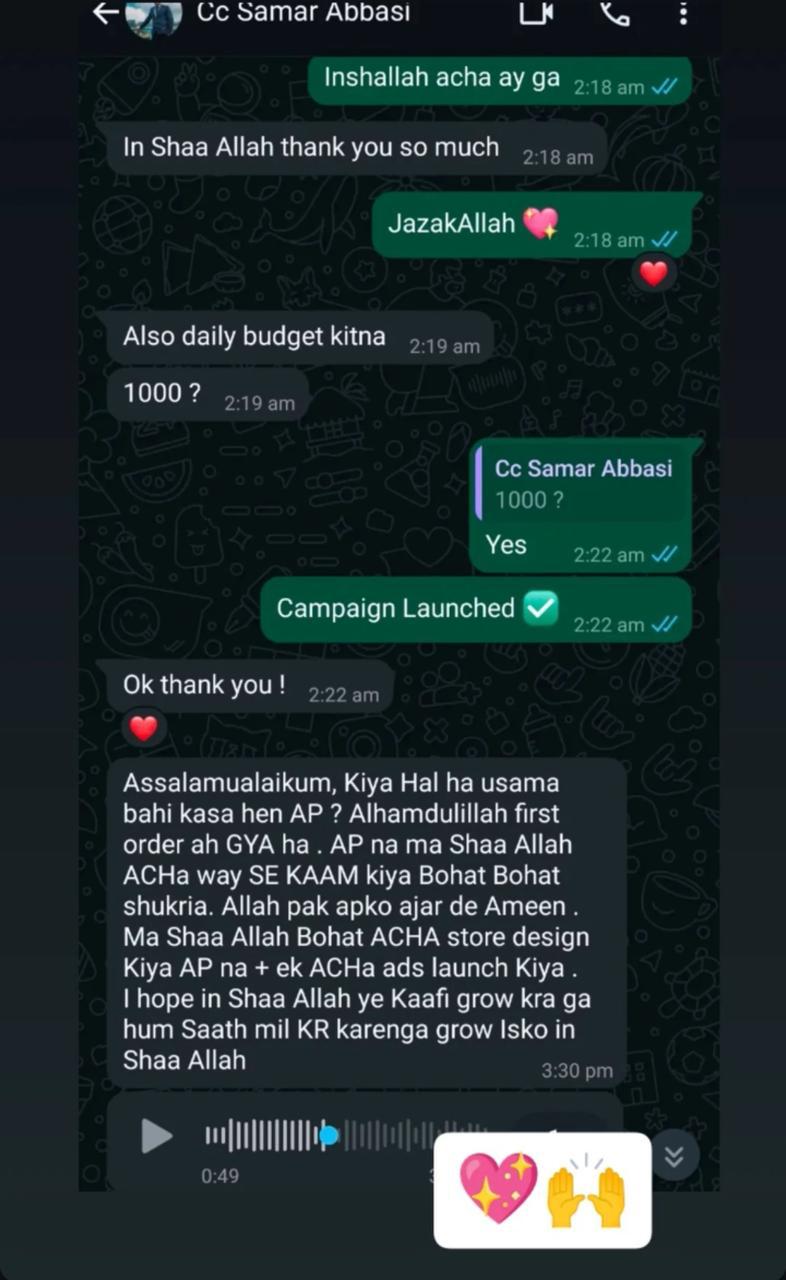 Cc Samar Abbasi
Inshallah acha ay ga 2:18 am
In Shaa Allah thank you so much 2:18 am
JazakAllah 💖 2:18 am
Also daily budget kitna 2:19 am
1000 ? 2:19 am
Cc Samar Abbasi
1000 ?
Yes 2:22 am
Campaign Launched ✅ 2:22 am
Ok thank you ! 2:22 am
Assalamualaikum, Kiya Hal ha usama
bahi kasa hen AP ? Alhamdulillah first
order ah GYA ha . AP na ma Shaa Allah
ACHa way SE KAAM kiya Bohat Bohat
shukria. Allah pak apko ajar de Ameen .
Ma Shaa Allah Bohat ACHA store design
Kiya AP na + ek ACHa ads launch Kiya .
I hope in Shaa Allah ye Kaafi grow kra ga
hum Saath mil KR karenga grow Isko in
Shaa Allah 3:30 pm
0:49